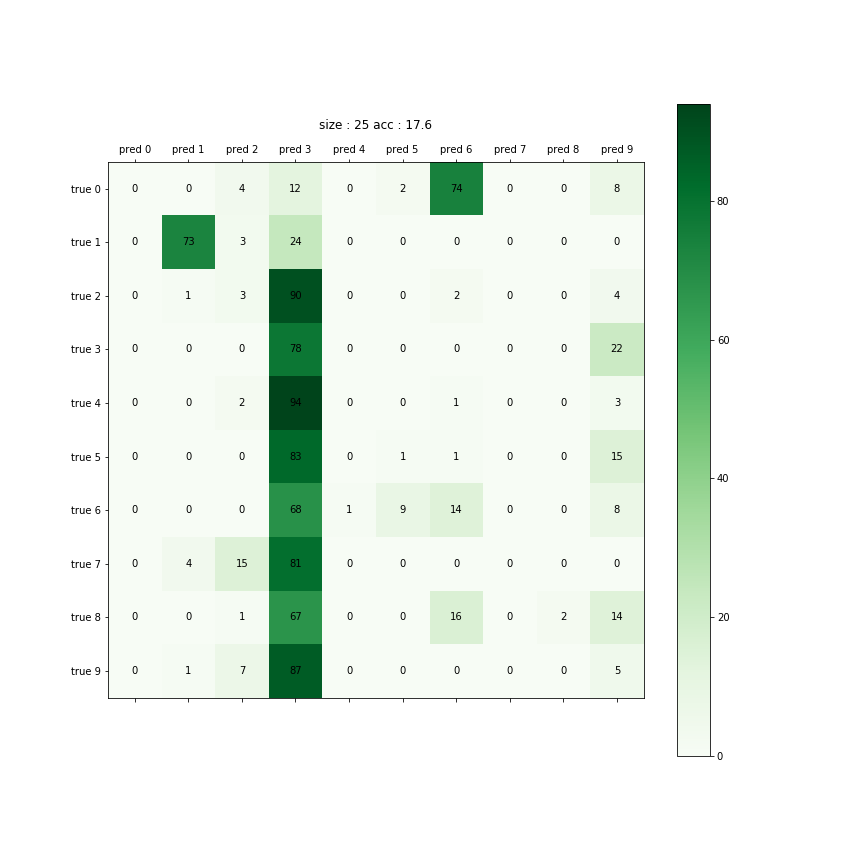 size : 25 acc : 17.6
pred 0 pred 1 pred 2 pred 3 pred 4 pred 5 pred 6 pred 7 pred 8 pred 9
true 0 0 0 4 12 0 2 74 0 0 8
true 1 0 73 3 24 0 0 0 0 0 0
true 2 0 1 3 90 0 0 2 0 0 4
true 3 0 0 0 78 0 0 0 0 0 22
true 4 0 0 2 94 0 0 1 0 0 3
true 5 0 0 0 83 0 1 1 0 0 15
true 6 0 0 0 68 1 9 14 0 0 8
true 7 0 4 15 81 0 0 0 0 0 0
true 8 0 0 1 67 0 0 16 0 2 14
true 9 0 1 7 87 0 0 0 0 0 5
80
60
40
20
0